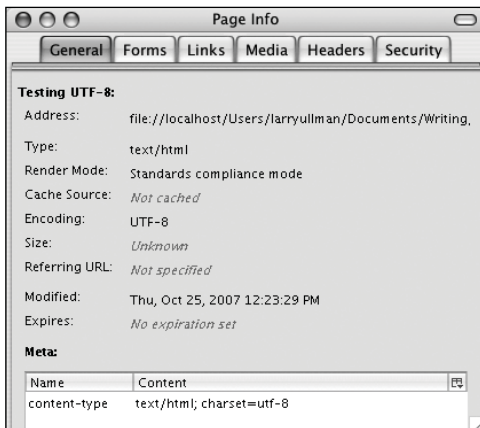 Page Info
General Forms Links Media Headers Security
Testing UTF-8:
Address: file://localhost/Users/larryullman/Documents/Writing,
Type: text/html
Render Mode: Standards compliance mode
Cache Source: Not cached
Encoding: UTF-8
Size: Unknown
Referring URL: Not specified
Modified: Thu, Oct 25, 2007 12:23:29 PM
Expires: No expiration set
Meta:
Name Content
content-type text/html; charset=utf-8